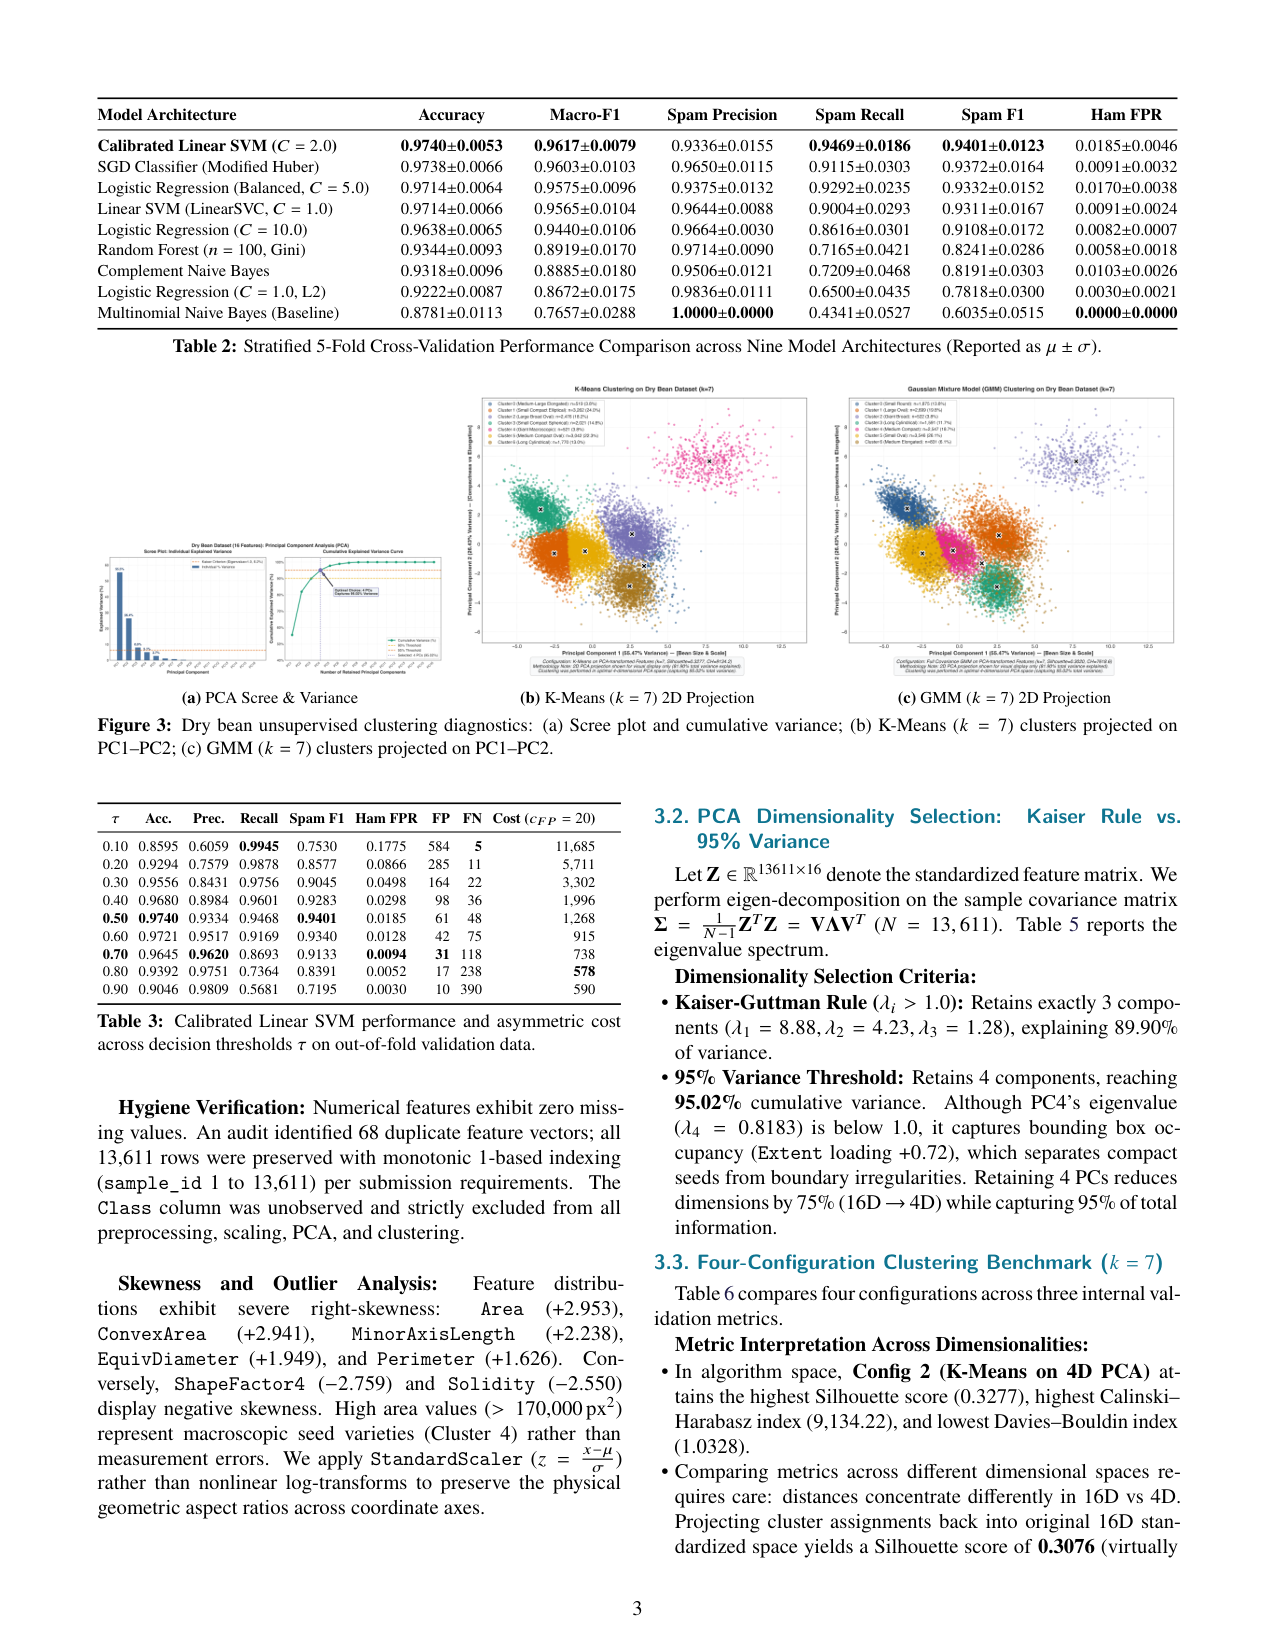 Model Architecture Accuracy Macro-F1 Spam Precision Spam Recall Spam F1 Ham FPR
Calibrated Linear SVM (C = 2.0) 0.9740±0.0053 0.9617±0.0079 0.9336±0.0155 0.9469±0.0186 0.9401±0.0123 0.0185±0.0046
SGD Classifier (Modified Huber) 0.9738±0.0066 0.9603±0.0103 0.9650±0.0115 0.9115±0.0303 0.9372±0.0164 0.0091±0.0032
Logistic Regression (Balanced, C = 5.0) 0.9714±0.0064 0.9575±0.0096 0.9375±0.0132 0.9292±0.0235 0.9332±0.0152 0.0170±0.0038
Linear SVM (LinearSVC, C = 1.0) 0.9714±0.0066 0.9565±0.0104 0.9644±0.0088 0.9004±0.0293 0.9311±0.0167 0.0091±0.0024
Logistic Regression (C = 10.0) 0.9638±0.0065 0.9440±0.0106 0.9664±0.0030 0.8616±0.0301 0.9108±0.0172 0.0082±0.0007
Random Forest (n = 100, Gini) 0.9344±0.0093 0.8919±0.0170 0.9714±0.0090 0.7165±0.0421 0.8241±0.0286 0.0058±0.0018
Complement Naive Bayes 0.9318±0.0096 0.8885±0.0180 0.9506±0.0121 0.7209±0.0468 0.8191±0.0303 0.0103±0.0026
Logistic Regression (C = 1.0, L2) 0.9222±0.0087 0.8672±0.0175 0.9836±0.0111 0.6500±0.0435 0.7818±0.0300 0.0030±0.0021
Multinomial Naive Bayes (Baseline) 0.8781±0.0113 0.7657±0.0288 1.0000±0.0000 0.4341±0.0527 0.6035±0.0515 0.0000±0.0000
Table 2: Stratified 5-Fold Cross-Validation Performance Comparison across Nine Model Architectures (Reported as μ ± σ).
Dry Bean Dataset (16 Features): Principal Component Analysis (PCA)
Scree Plot: Individual Explained Variance
Cumulative Explained Variance Curve
Principal Component
Number of Retained Principal Components
K-Means Clustering on Dry Bean Dataset (k=7)
Principal Component 1 (55.47% Variance) — [Bean Size & Scale]
Gaussian Mixture Model (GMM) Clustering on Dry Bean Dataset (k=7)
Principal Component 1 (55.47% Variance) — [Bean Size & Scale]
(a) PCA Scree & Variance
(b) K-Means (k = 7) 2D Projection
(c) GMM (k = 7) 2D Projection
Figure 3: Dry bean unsupervised clustering diagnostics: (a) Scree plot and cumulative variance; (b) K-Means (k = 7) clusters projected on
PC1–PC2; (c) GMM (k = 7) clusters projected on PC1–PC2.
τ Acc. Prec. Recall Spam F1 Ham FPR FP FN Cost (cFP = 20)
0.10 0.8595 0.6059 0.9945 0.7530 0.1775 584 5 11,685
0.20 0.9294 0.7579 0.9878 0.8577 0.0866 285 11 5,711
0.30 0.9556 0.8431 0.9756 0.9045 0.0498 164 22 3,302
0.40 0.9680 0.8984 0.9601 0.9283 0.0298 98 36 1,996
0.50 0.9740 0.9334 0.9468 0.9401 0.0185 61 48 1,268
0.60 0.9721 0.9517 0.9169 0.9340 0.0128 42 75 915
0.70 0.9645 0.9620 0.8693 0.9133 0.0094 31 118 738
0.80 0.9392 0.9751 0.7364 0.8391 0.0052 17 238 578
0.90 0.9046 0.9809 0.5681 0.7195 0.0030 10 390 590
Table 3: Calibrated Linear SVM performance and asymmetric cost
across decision thresholds τ on out-of-fold validation data.
Hygiene Verification: Numerical features exhibit zero miss-
ing values. An audit identified 68 duplicate feature vectors; all
13,611 rows were preserved with monotonic 1-based indexing
(sample_id 1 to 13,611) per submission requirements. The
Class column was unobserved and strictly excluded from all
preprocessing, scaling, PCA, and clustering.
Skewness and Outlier Analysis: Feature distribu-
tions exhibit severe right-skewness: Area (+2.953),
ConvexArea (+2.941), MinorAxisLength (+2.238),
EquivDiameter (+1.949), and Perimeter (+1.626). Con-
versely, ShapeFactor4 (−2.759) and Solidity (−2.550)
display negative skewness. High area values (> 170,000 px²)
represent macroscopic seed varieties (Cluster 4) rather than
measurement errors. We apply StandardScaler (z = (x−μ)/σ)
rather than nonlinear log-transforms to preserve the physical
geometric aspect ratios across coordinate axes.
3.2. PCA Dimensionality Selection: Kaiser Rule vs.
95% Variance
Let Z ∈ ℝ^13611×16 denote the standardized feature matrix. We
perform eigen-decomposition on the sample covariance matrix
Σ = 1/(N−1) Z^T Z = VΛV^T (N = 13,611). Table 5 reports the
eigenvalue spectrum.
Dimensionality Selection Criteria:
• Kaiser-Guttman Rule (λi > 1.0): Retains exactly 3 compo-
nents (λ1 = 8.88, λ2 = 4.23, λ3 = 1.28), explaining 89.90%
of variance.
• 95% Variance Threshold: Retains 4 components, reaching
95.02% cumulative variance. Although PC4’s eigenvalue
(λ4 = 0.8183) is below 1.0, it captures bounding box oc-
cupancy (Extent loading +0.72), which separates compact
seeds from boundary irregularities. Retaining 4 PCs reduces
dimensions by 75% (16D → 4D) while capturing 95% of total
information.
3.3. Four-Configuration Clustering Benchmark (k = 7)
Table 6 compares four configurations across three internal val-
idation metrics.
Metric Interpretation Across Dimensionalities:
• In algorithm space, Config 2 (K-Means on 4D PCA) at-
tains the highest Silhouette score (0.3277), highest Calinski–
Harabasz index (9,134.22), and lowest Davies–Bouldin index
(1.0328).
• Comparing metrics across different dimensional spaces re-
quires care: distances concentrate differently in 16D vs 4D.
Projecting cluster assignments back into original 16D stan-
dardized space yields a Silhouette score of 0.3076 (virtually
3